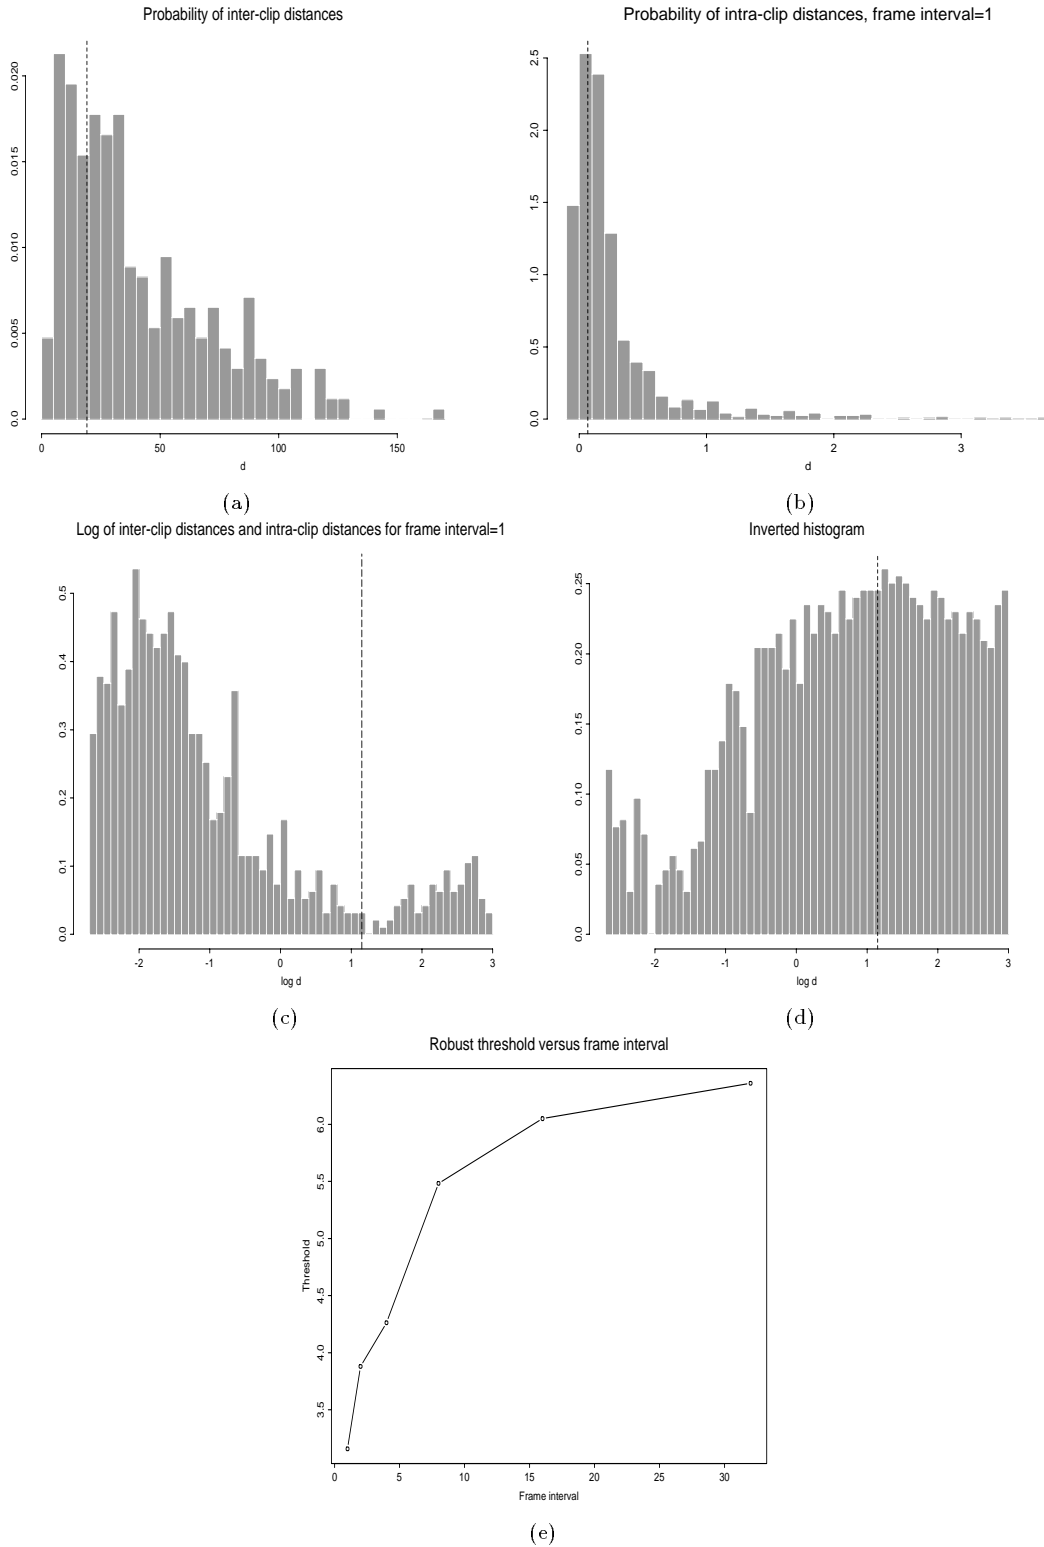 Probability of inter-clip distances
0.020
0.015
0.010
0.005
0.0
0 50 100 150
d
(a)
Probability of intra-clip distances, frame interval=1
2.5
2.0
1.5
1.0
0.5
0.0
0 1 2 3
d
(b)
Log of inter-clip distances and intra-clip distances for frame interval=1
0.5
0.4
0.3
0.2
0.1
0.0
-2 -1 0 1 2 3
log d
(c)
Inverted histogram
0.25
0.20
0.15
0.10
0.05
0.0
-2 -1 0 1 2 3
log d
(d)
Robust threshold versus frame interval
Threshold
6.0
5.5
5.0
4.5
4.0
3.5
0 5 10 15 20 25 30
Frame interval
(e)